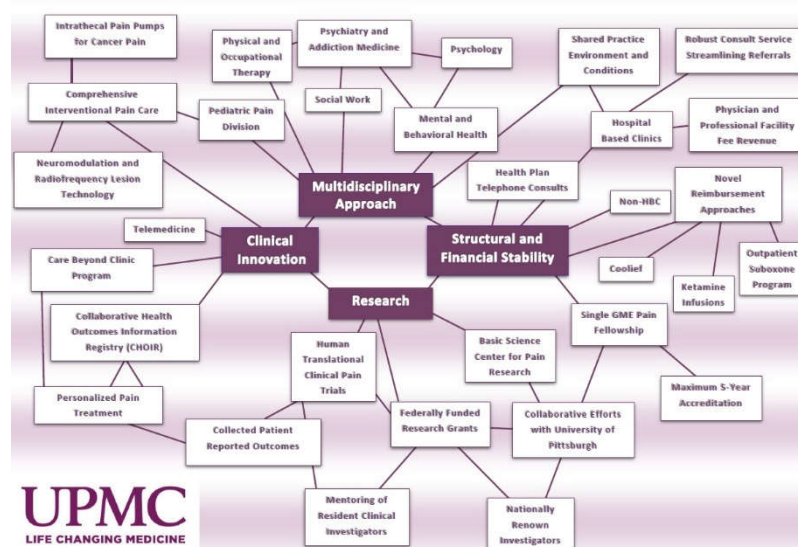 Intrathecal Pain Pumps
for Cancer Pain
Physical and
Occupational
Therapy
Psychiatry and
Addiction Medicine
Psychology
Shared Practice
Environment and
Conditions
Robust Consult Service
Streamlining Referrals
Comprehensive
Interventional Pain Care
Pediatric Pain
Division
Social Work
Mental and
Behavioral Health
Hospital
Based Clinics
Physician and
Professional Facility
Fee Revenue
Neuromodulation and
Radiofrequency Lesion
Technology
Multidisciplinary
Approach
Health Plan
Telephone Consults
Non-HBC
Novel
Reimbursement
Approaches
Telemedicine
Clinical
Innovation
Structural and
Financial Stability
Care Beyond Clinic
Program
Coolief
Ketamine
Infusions
Outpatient
Suboxone
Program
Research
Collaborative Health
Outcomes Information
Registry (CHOIR)
Human
Translational
Clinical Pain
Trials
Basic Science
Center for Pain
Research
Single GME Pain
Fellowship
Personalized Pain
Treatment
Maximum 5-Year
Accreditation
Collected Patient
Reported Outcomes
Federally Funded
Research Grants
Collaborative Efforts
with University of
Pittsburgh
Mentoring of
Resident Clinical
Investigators
Nationally
Renown
Investigators
UPMC
LIFE CHANGING MEDICINE